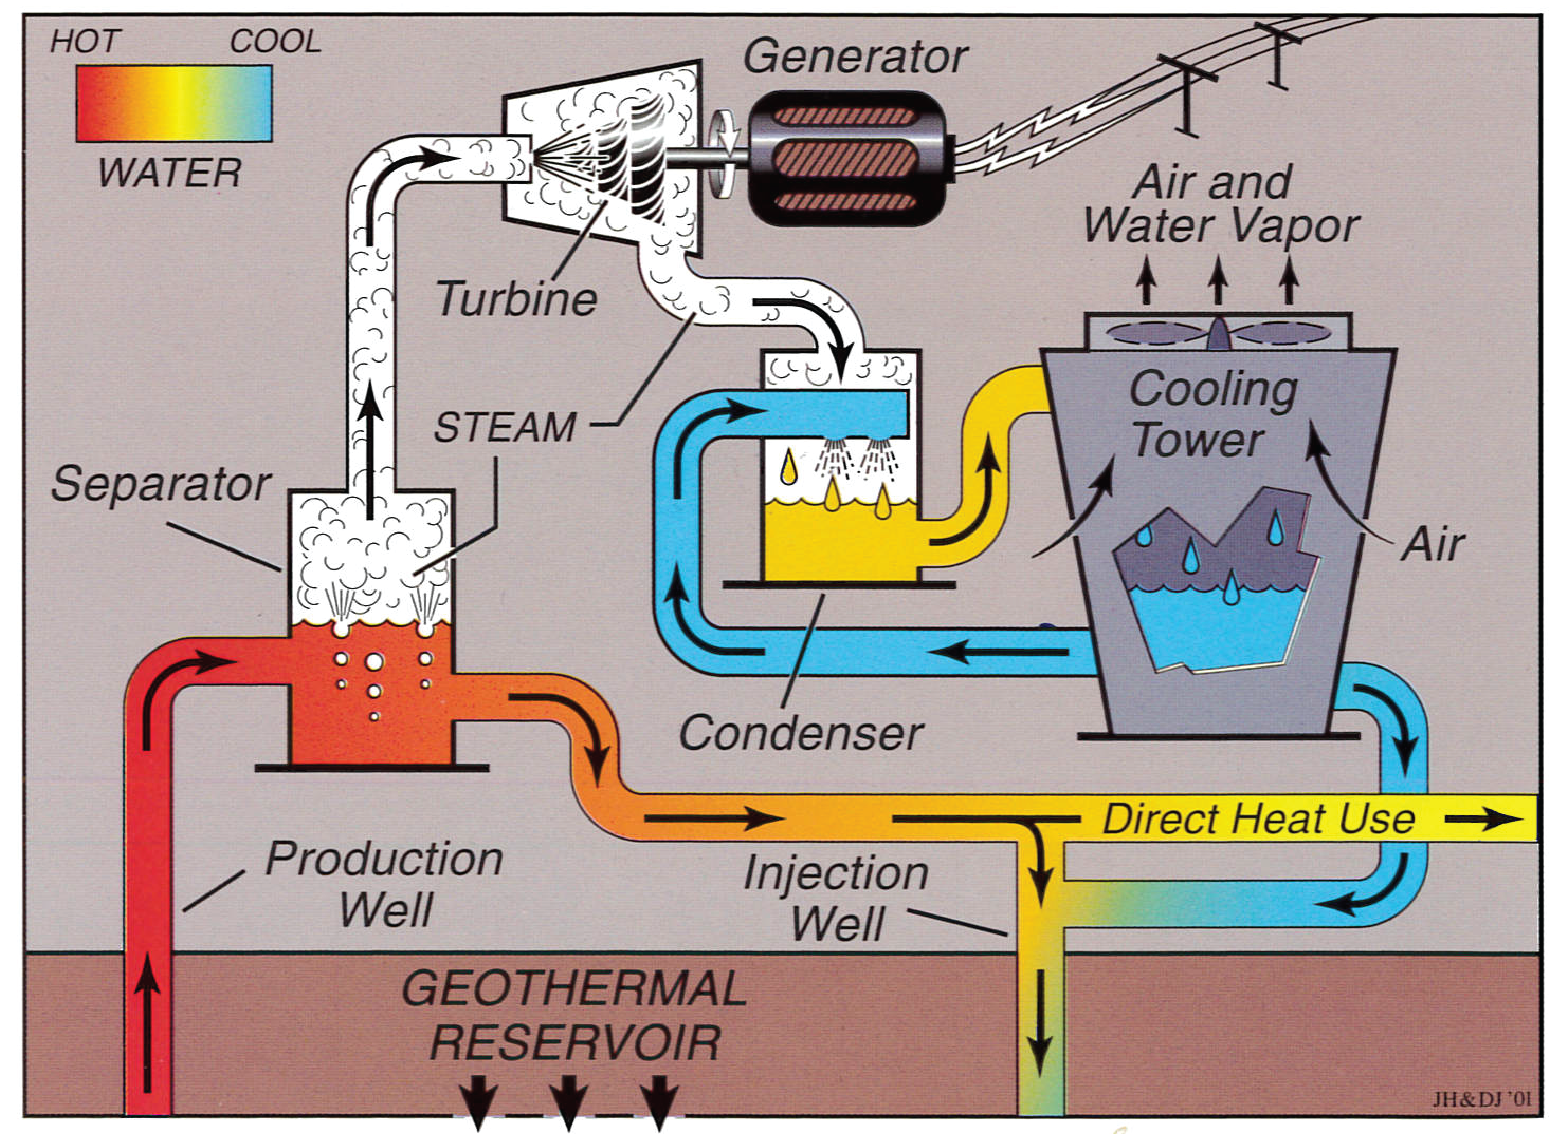 HOT COOL
WATER
Generator
Air and
Water Vapor
Turbine
STEAM
Separator
Cooling
Tower
Air
Condenser
Direct Heat Use
Production
Well
Injection
Well
GEOTHERMAL
RESERVOIR
JH&DJ '01